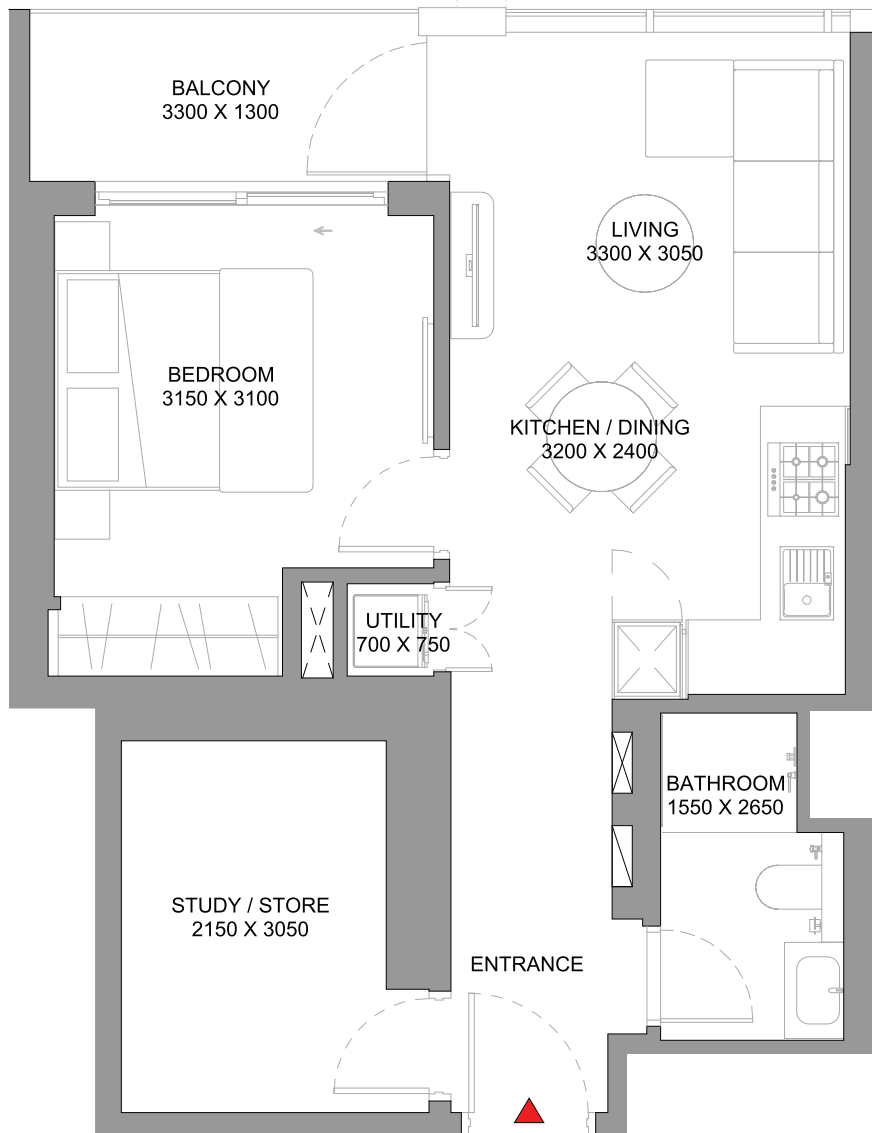 BALCONY
3300 X 1300
LIVING
3300 X 3050
BEDROOM
3150 X 3100
KITCHEN / DINING
3200 X 2400
UTILITY
700 X 750
BATHROOM
1550 X 2650
STUDY / STORE
2150 X 3050
ENTRANCE